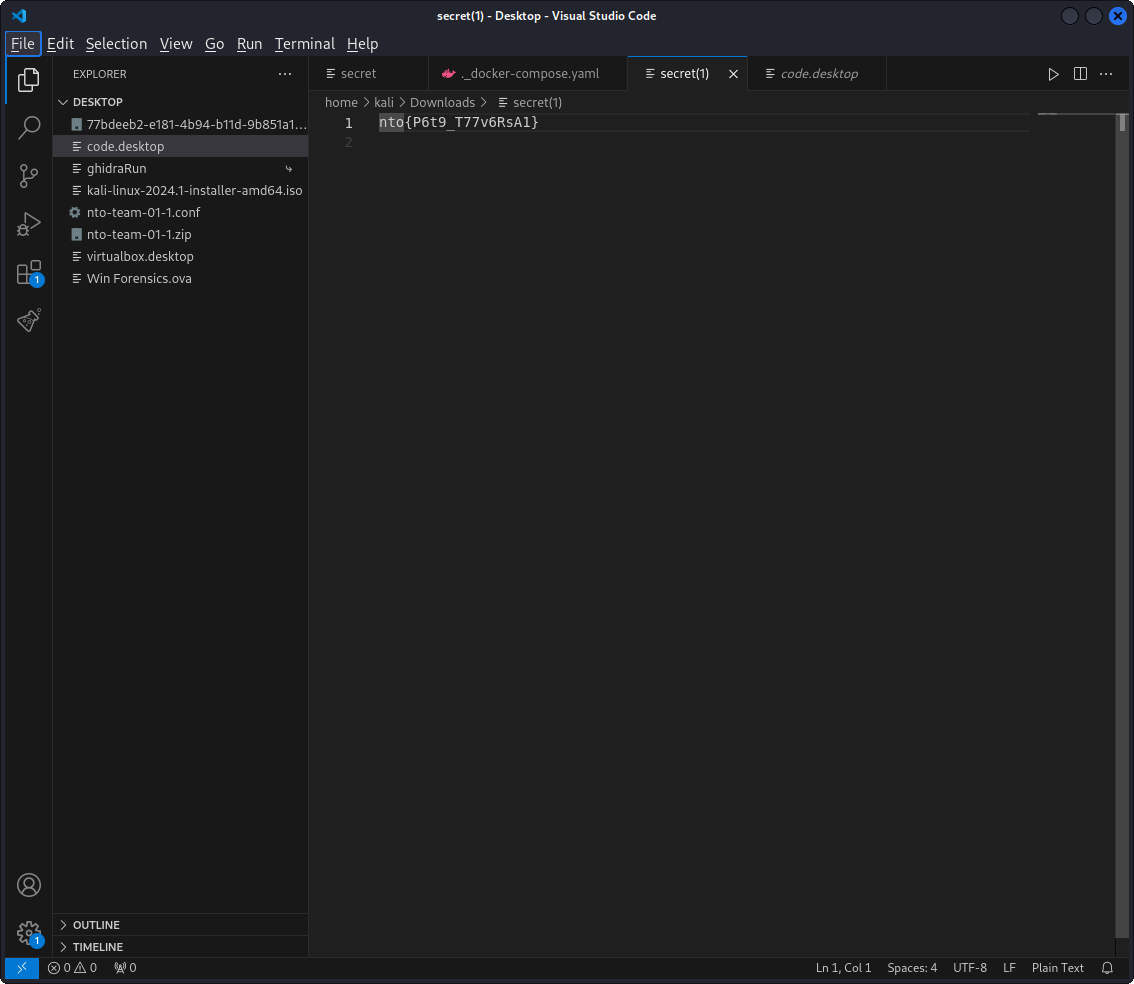 secret(1) - Desktop - Visual Studio Code
File Edit Selection View Go Run Terminal Help
EXPLORER
DESKTOP
77bdeeb2-e181-4b94-b11d-9b851a1...
code.desktop
ghidraRun
kali-linux-2024.1-installer-amd64.iso
nto-team-01-1.conf
nto-team-01-1.zip
virtualbox.desktop
Win Forensics.ova
OUTLINE
TIMELINE
secret ._docker-compose.yaml secret(1) code.desktop
home > kali > Downloads > secret(1)
1 nto{P6t9_T77v6RsA1}
2
1
1
0 0 0 Ln 1, Col 1 Spaces: 4 UTF-8 LF Plain Text